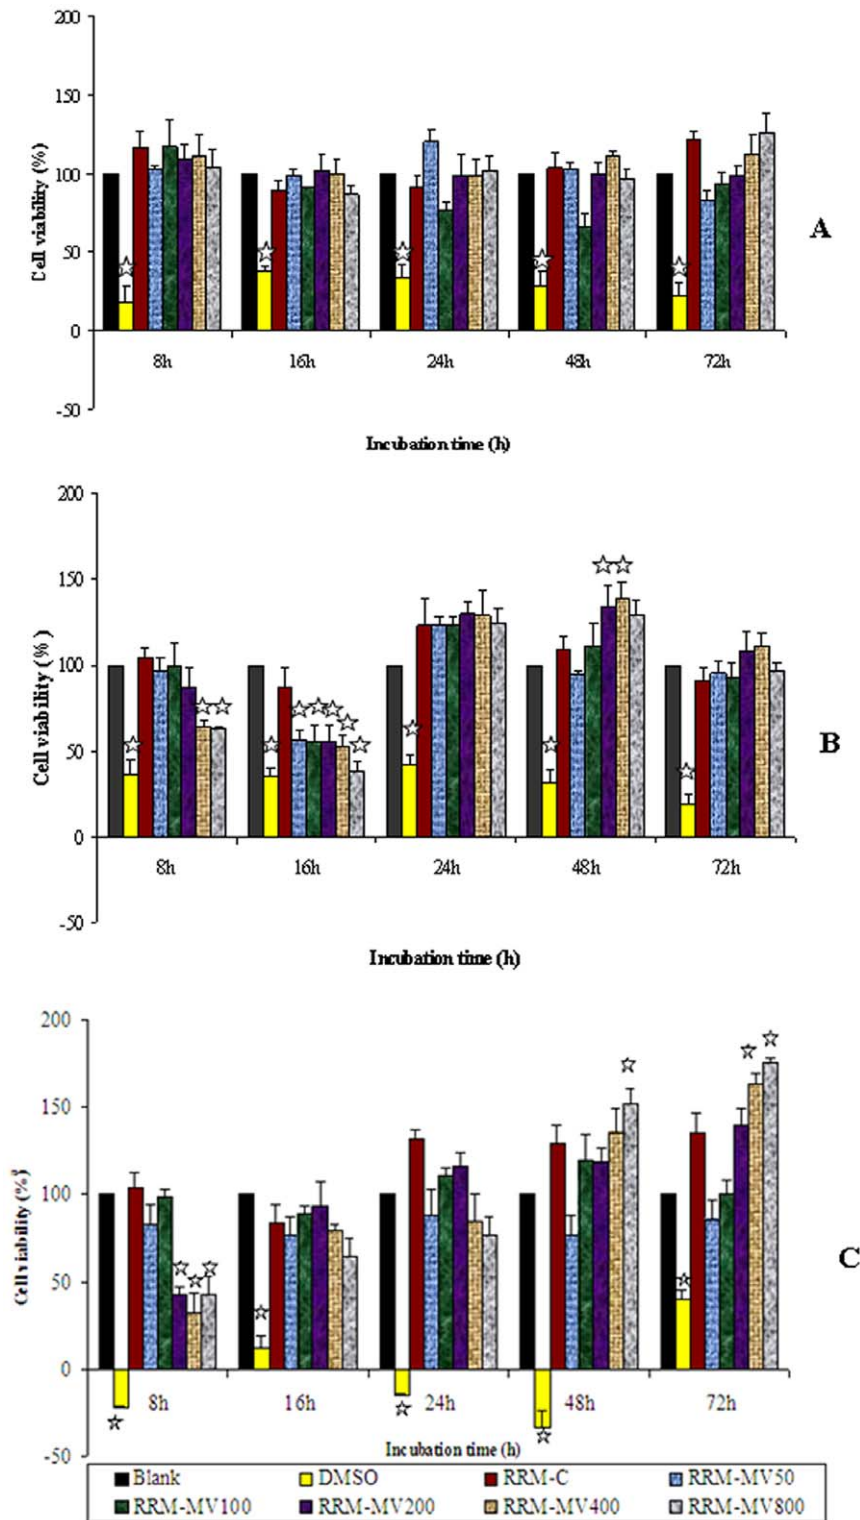 200
150
100
50
0
-50
Cell viability (%)
8h 16h 24h 48h 72h
Incubation time (h)
A
200
150
100
50
0
-50
Cell viability (%)
8h 16h 24h 48h 72h
Incubation time (h)
B
200
150
100
50
0
-50
Cell viability (%)
8h 16h 24h 48h 72h
Incubation time (h)
C
Blank DMSO RRM-C RRM-MV50
RRM-MV100 RRM-MV200 RRM-MV400 RRM-MV800